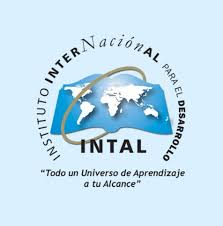 INSTITUTO INTERNaciónAL PARA EL DESARROLLO
INTAL
“Todo un Universo de Aprendizaje
a tu Alcance”